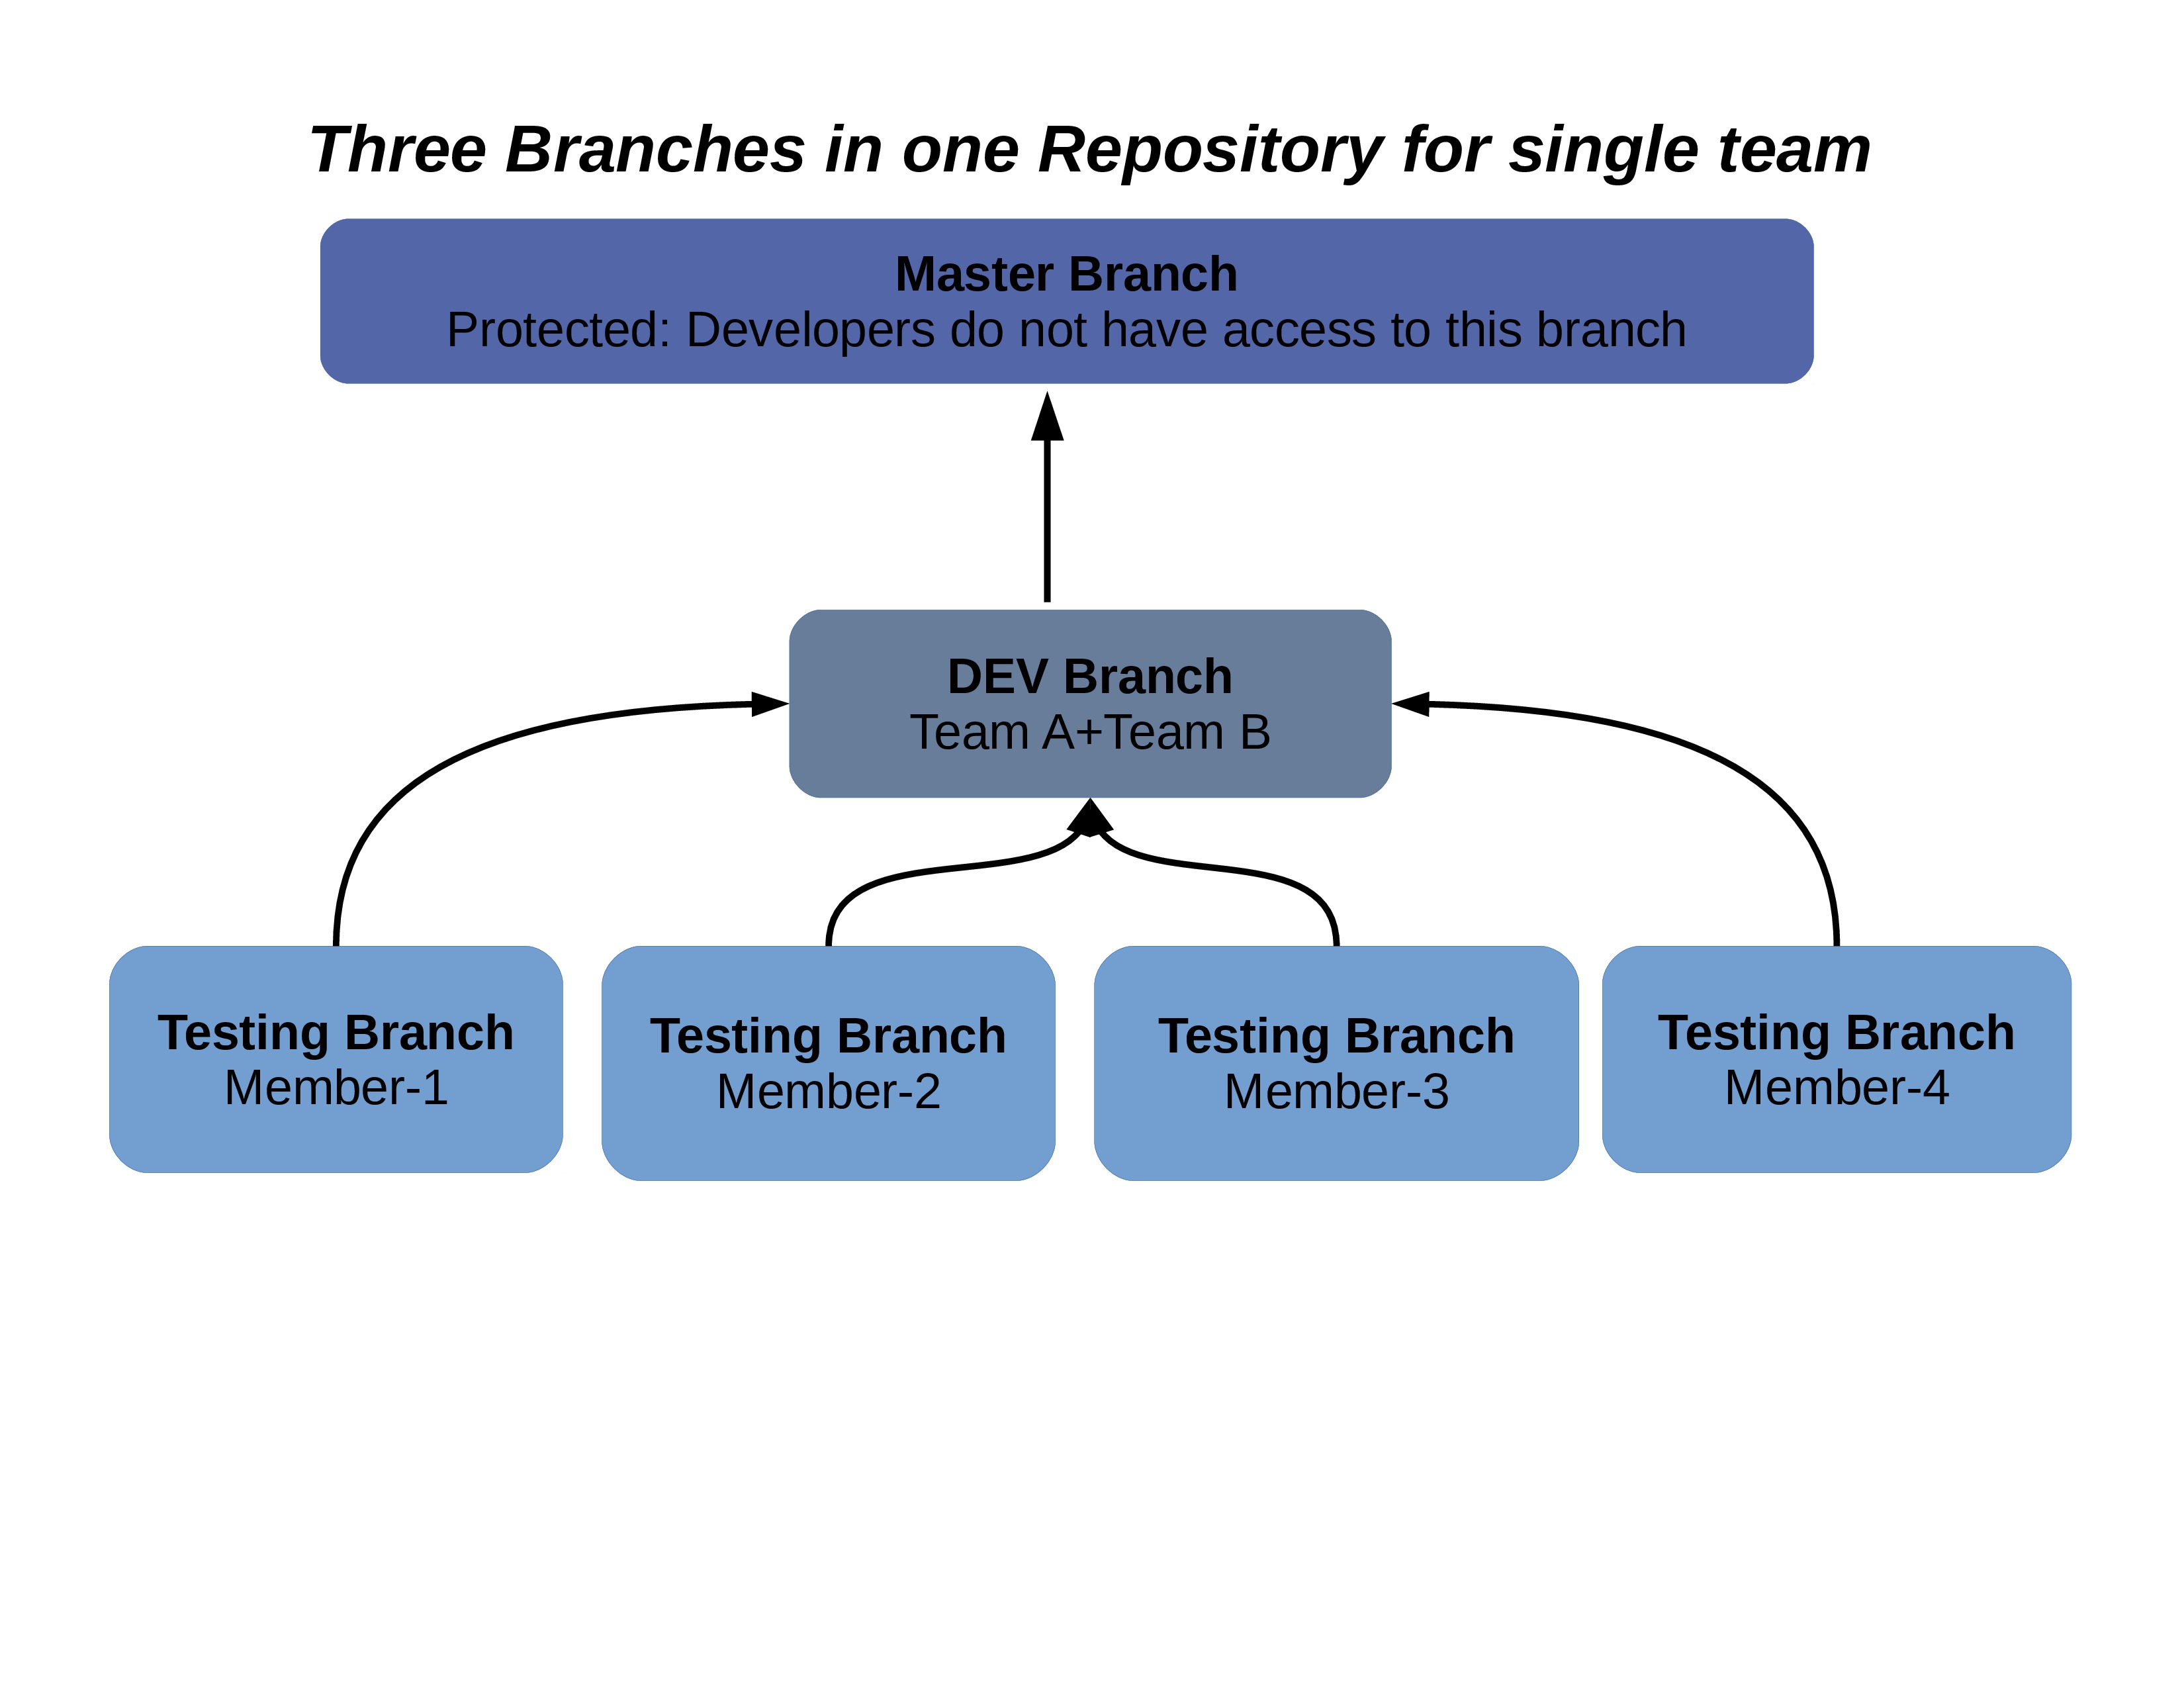 Three Branches in one Repository for single team
Master Branch
Protected: Developers do not have access to this branch
DEV Branch
Team A+Team B
Testing Branch
Member-1
Testing Branch
Member-2
Testing Branch
Member-3
Testing Branch
Member-4